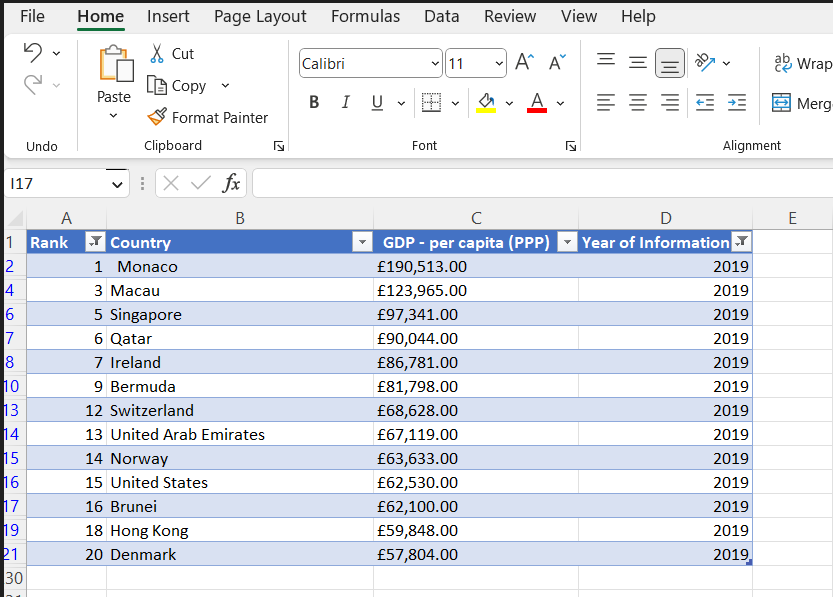 File Home Insert Page Layout Formulas Data Review View Help
Cut
Calibri 11 A A ab Wrap
Paste Copy
B I U A Merg
Format Painter
Undo Clipboard Font Alignment
I17 fx
A B C D E
1 Rank Country GDP - per capita (PPP) Year of Information
2 1 Monaco £190,513.00 2019
4 3 Macau £123,965.00 2019
6 5 Singapore £97,341.00 2019
7 6 Qatar £90,044.00 2019
8 7 Ireland £86,781.00 2019
10 9 Bermuda £81,798.00 2019
13 12 Switzerland £68,628.00 2019
14 13 United Arab Emirates £67,119.00 2019
15 14 Norway £63,633.00 2019
16 15 United States £62,530.00 2019
17 16 Brunei £62,100.00 2019
19 18 Hong Kong £59,848.00 2019
21 20 Denmark £57,804.00 2019
30